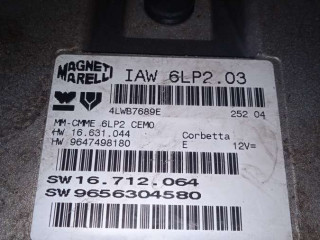 MAGNETI
MARELLI
IAW 6LP2.03
4LWB7689E
252 04
MM-CMME 6LP2 CEM0
HW 16.631.044
Corbetta
HW 9647498180
E
12V=
SW16.712.064
SW9656304580